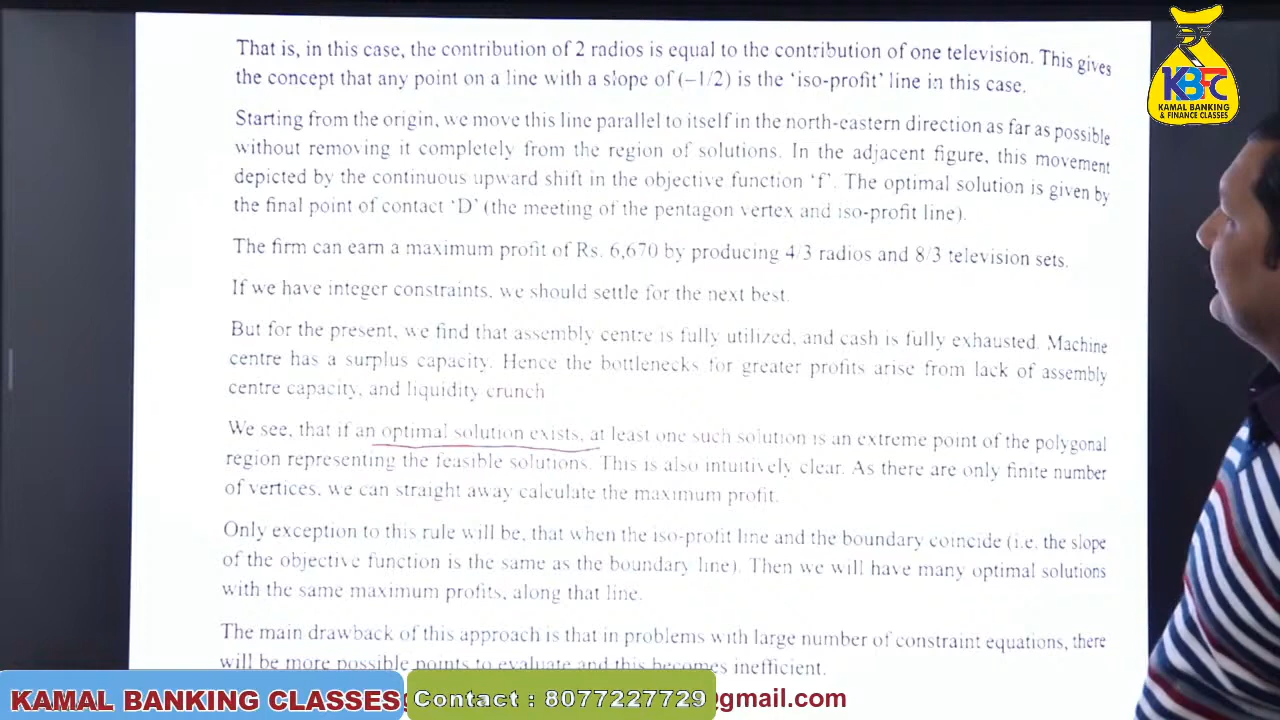 That is, in this case, the contribution of 2 radios is equal to the contribution of one television. This gives
the concept that any point on a line with a slope of (–1/2) is the ‘iso-profit’ line in this case.
Starting from the origin, we move this line parallel to itself in the north-eastern direction as far as possible
without removing it completely from the region of solutions. In the adjacent figure, this movement
depicted by the continuous upward shift in the objective function ‘f’. The optimal solution is given by
the final point of contact ‘D’ (the meeting of the pentagon vertex and iso-profit line).
The firm can earn a maximum profit of Rs. 6,670 by producing 4/3 radios and 8/3 television sets.
If we have integer constraints, we should settle for the next best.
But for the present, we find that assembly centre is fully utilized, and cash is fully exhausted. Machine
centre has a surplus capacity. Hence the bottlenecks for greater profits arise from lack of assembly
centre capacity, and liquidity crunch
We see, that if an optimal solution exists, at least one such solution is an extreme point of the polygonal
region representing the feasible solutions. This is also intuitively clear. As there are only finite number
of vertices, we can straight away calculate the maximum profit.
Only exception to this rule will be, that when the iso-profit line and the boundary coincide (i.e. the slope
of the objective function is the same as the boundary line). Then we will have many optimal solutions
with the same maximum profits, along that line.
The main drawback of this approach is that in problems with large number of constraint equations, there
will be more possible points to evaluate and this becomes inefficient.
KBFC
KAMAL BANKING
& FINANCE CLASSES
KAMAL BANKING CLASSES Contact : 8077227729 @gmail.com